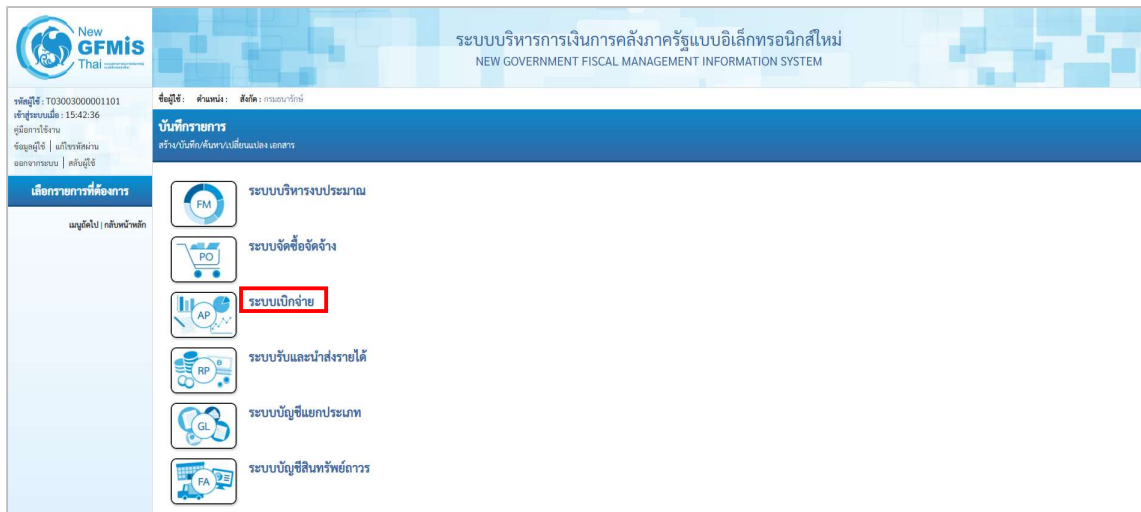 New
GFMIS
Thai
ระบบบริหารการเงินการคลังภาครัฐแบบอิเล็กทรอนิกส์ใหม่
NEW GOVERNMENT FISCAL MANAGEMENT INFORMATION SYSTEM
รหัสผู้ใช้ : T03003000001101
เข้าสู่ระบบเมื่อ : 15:42:36
คู่มือการใช้งาน
ข้อมูลผู้ใช้ | แก้ไขรหัสผ่าน
ออกจากระบบ | สลับผู้ใช้
ชื่อผู้ใช้ : ตำแหน่ง : สังกัด : กรมธนารักษ์
บันทึกรายการ
สร้าง/บันทึก/ค้นหา/เปลี่ยนแปลง เอกสาร
เลือกรายการที่ต้องการ
เมนูถัดไป | กลับหน้าหลัก
FM ระบบบริหารงบประมาณ
PO ระบบจัดซื้อจัดจ้าง
AP ระบบเบิกจ่าย
RP ระบบรับและนำส่งรายได้
GL ระบบบัญชีแยกประเภท
FA ระบบบัญชีสินทรัพย์ถาวร